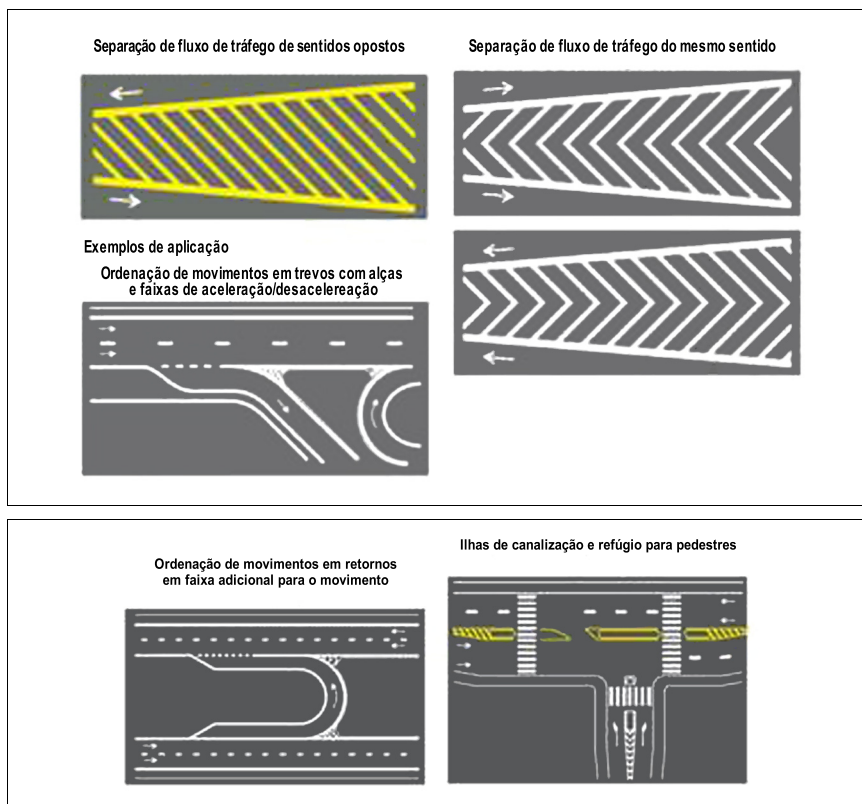 Separação de fluxo de tráfego de sentidos opostos
Separação de fluxo de tráfego do mesmo sentido
Exemplos de aplicação
Ordenação de movimentos em trevos com alças
e faixas de aceleração/desacelereação
Ordenação de movimentos em retornos
em faixa adicional para o movimento
Ilhas de canalização e refúgio para pedestres